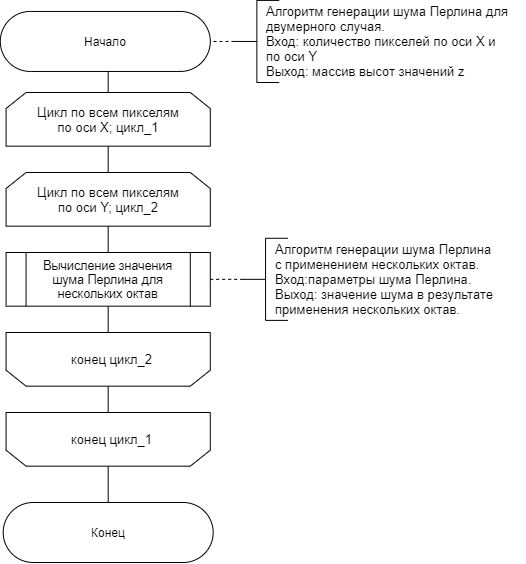 Начало
Алгоритм генерации шума Перлина для
двумерного случая.
Вход: количество пикселей по оси X и
по оси Y
Выход: массив высот значений z
Цикл по всем пикселям
по оси X; цикл_1
Цикл по всем пикселям
по оси Y; цикл_2
Вычисление значения
шума Перлина для
нескольких октав
Алгоритм генерации шума Перлина
с применением нескольких октав.
Вход:параметры шума Перлина.
Выход: значение шума в результате
применения нескольких октав.
конец цикл_2
конец цикл_1
Конец